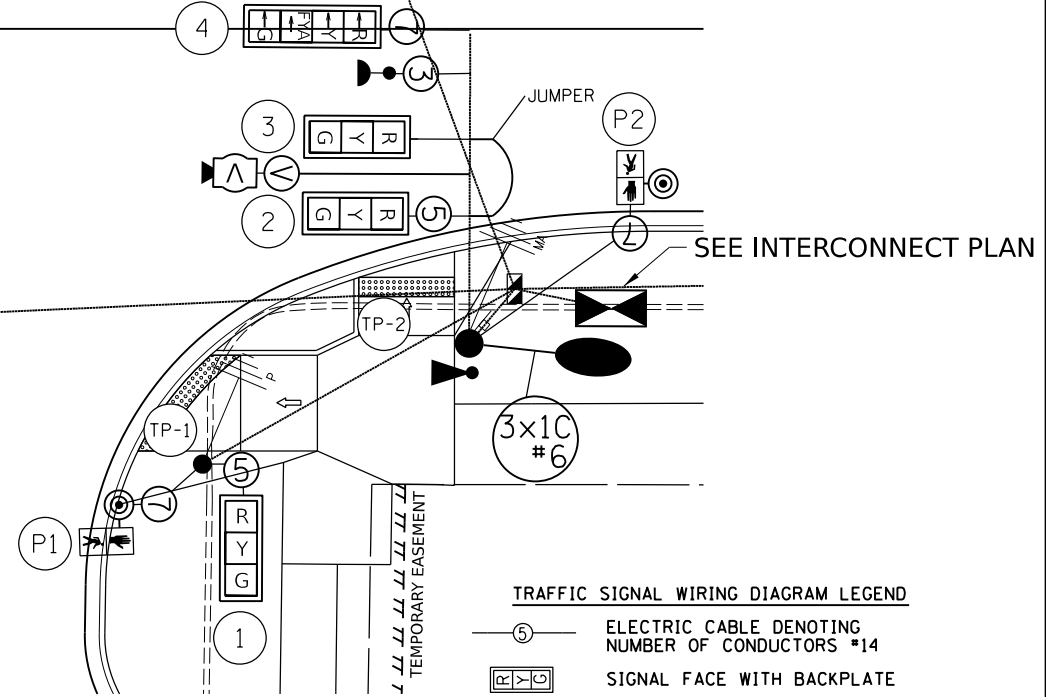 4
G
FYA
Y
R
7
3
JUMPER
3
G
Y
R
P2
V
V
2
G
Y
R
5
7
MA
SEE INTERCONNECT PLAN
TP-2
P
TP-1
3x1C
#6
5
7
P1
R
Y
G
1
TEMPORARY EASEMENT
TRAFFIC SIGNAL WIRING DIAGRAM LEGEND
5
ELECTRIC CABLE DENOTING
NUMBER OF CONDUCTORS #14
R Y G
SIGNAL FACE WITH BACKPLATE